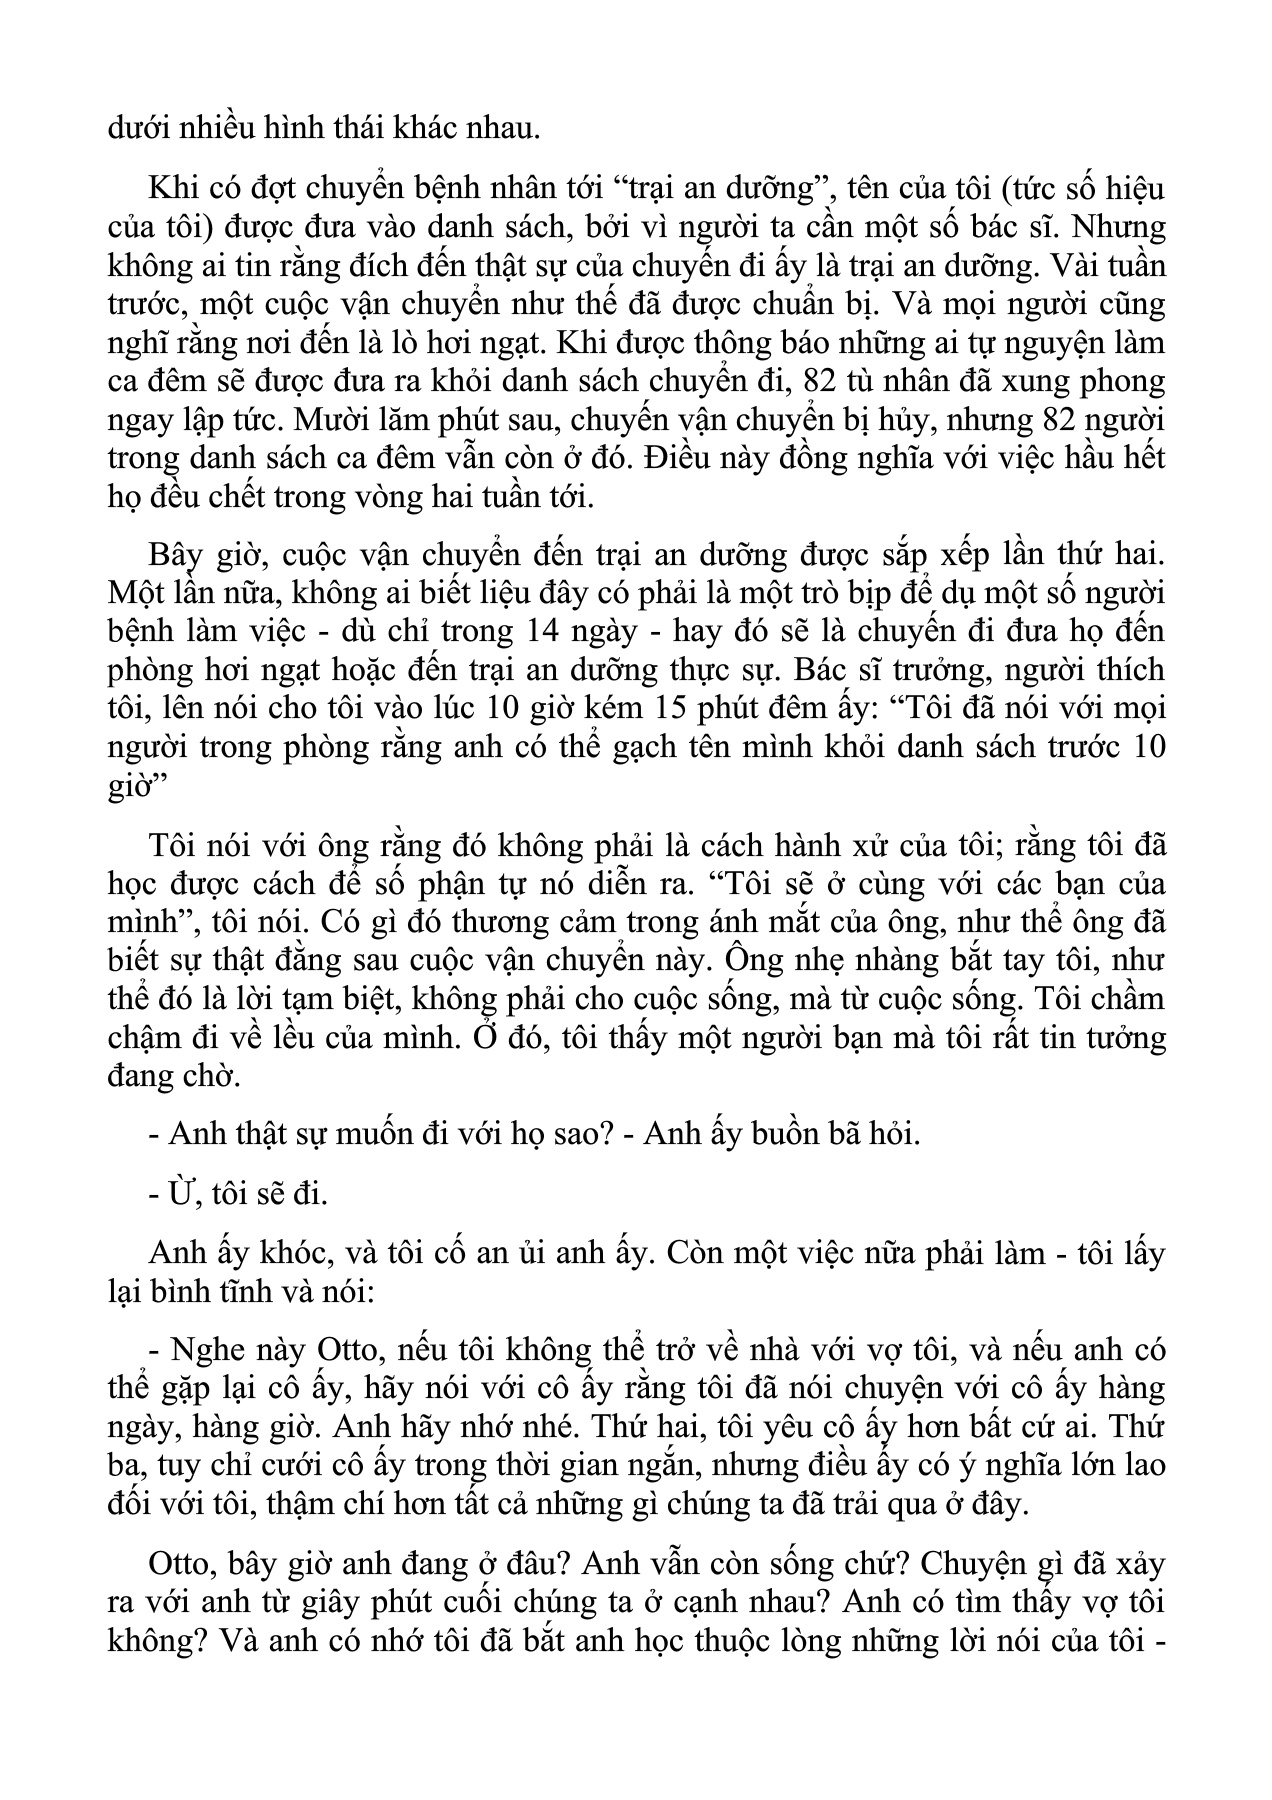 dưới nhiều hình thái khác nhau.
Khi có đợt chuyển bệnh nhân tới “trại an dưỡng”, tên của tôi (tức số hiệu
của tôi) được đưa vào danh sách, bởi vì người ta cần một số bác sĩ. Nhưng
không ai tin rằng đích đến thật sự của chuyến đi ấy là trại an dưỡng. Vài tuần
trước, một cuộc vận chuyển như thế đã được chuẩn bị. Và mọi người cũng
nghĩ rằng nơi đến là lò hơi ngạt. Khi được thông báo những ai tự nguyện làm
ca đêm sẽ được đưa ra khỏi danh sách chuyển đi, 82 tù nhân đã xung phong
ngay lập tức. Mười lăm phút sau, chuyến vận chuyển bị hủy, nhưng 82 người
trong danh sách ca đêm vẫn còn ở đó. Điều này đồng nghĩa với việc hầu hết
họ đều chết trong vòng hai tuần tới.
Bây giờ, cuộc vận chuyển đến trại an dưỡng được sắp xếp lần thứ hai.
Một lần nữa, không ai biết liệu đây có phải là một trò bịp để dụ một số người
bệnh làm việc - dù chỉ trong 14 ngày - hay đó sẽ là chuyến đi đưa họ đến
phòng hơi ngạt hoặc đến trại an dưỡng thực sự. Bác sĩ trưởng, người thích
tôi, lên nói cho tôi vào lúc 10 giờ kém 15 phút đêm ấy: “Tôi đã nói với mọi
người trong phòng rằng anh có thể gạch tên mình khỏi danh sách trước 10
giờ”
Tôi nói với ông rằng đó không phải là cách hành xử của tôi; rằng tôi đã
học được cách để số phận tự nó diễn ra. “Tôi sẽ ở cùng với các bạn của
mình”, tôi nói. Có gì đó thương cảm trong ánh mắt của ông, như thể ông đã
biết sự thật đằng sau cuộc vận chuyển này. Ông nhẹ nhàng bắt tay tôi, như
thể đó là lời tạm biệt, không phải cho cuộc sống, mà từ cuộc sống. Tôi chầm
chậm đi về lều của mình. Ở đó, tôi thấy một người bạn mà tôi rất tin tưởng
đang chờ.
- Anh thật sự muốn đi với họ sao? - Anh ấy buồn bã hỏi.
- Ừ, tôi sẽ đi.
Anh ấy khóc, và tôi cố an ủi anh ấy. Còn một việc nữa phải làm - tôi lấy
lại bình tĩnh và nói:
- Nghe này Otto, nếu tôi không thể trở về nhà với vợ tôi, và nếu anh có
thể gặp lại cô ấy, hãy nói với cô ấy rằng tôi đã nói chuyện với cô ấy hàng
ngày, hàng giờ. Anh hãy nhớ nhé. Thứ hai, tôi yêu cô ấy hơn bất cứ ai. Thứ
ba, tuy chỉ cưới cô ấy trong thời gian ngắn, nhưng điều ấy có ý nghĩa lớn lao
đối với tôi, thậm chí hơn tất cả những gì chúng ta đã trải qua ở đây.
Otto, bây giờ anh đang ở đâu? Anh vẫn còn sống chứ? Chuyện gì đã xảy
ra với anh từ giây phút cuối chúng ta ở cạnh nhau? Anh có tìm thấy vợ tôi
không? Và anh có nhớ tôi đã bắt anh học thuộc lòng những lời nói của tôi -